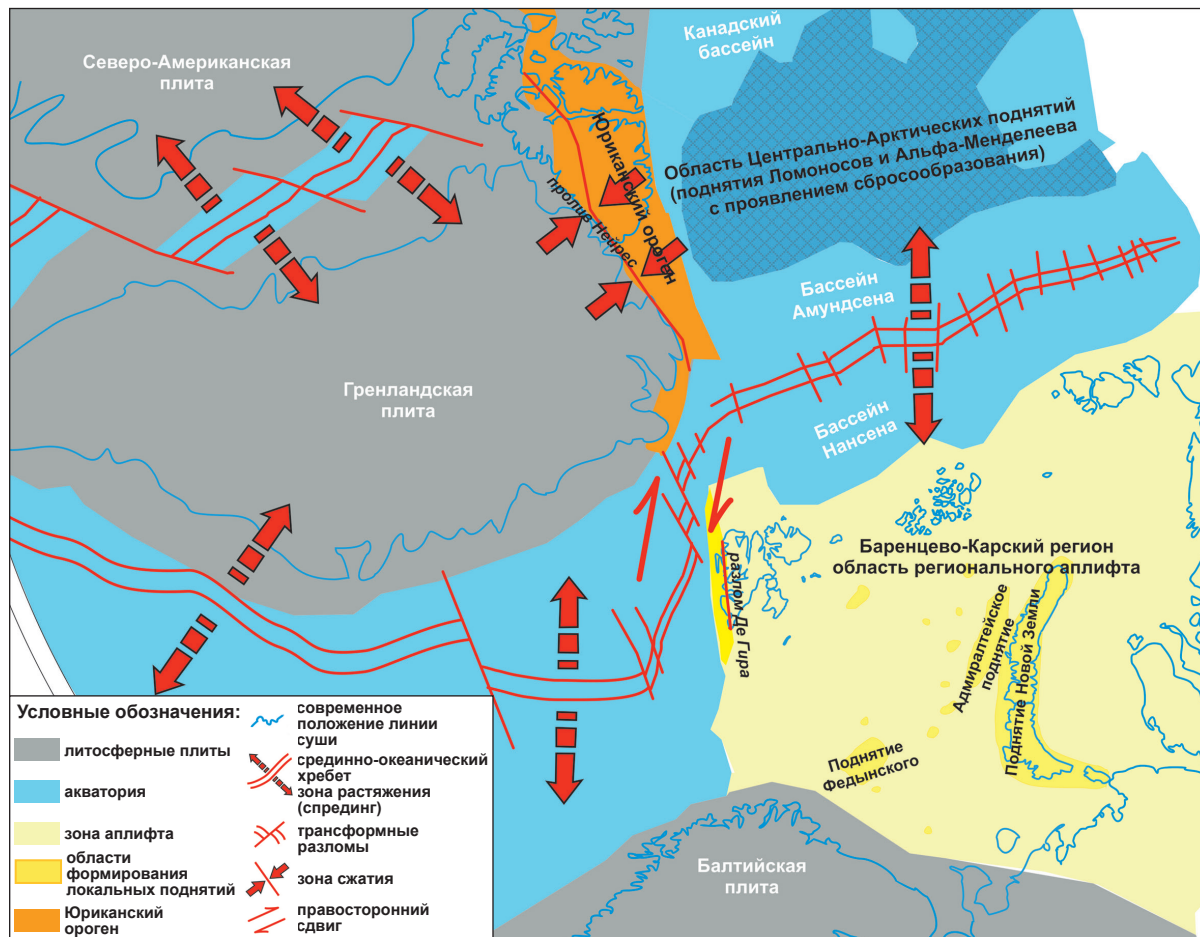 Северо-Американская
плита
Канадский
бассейн
Область Центрально-Арктических поднятий
(поднятия Ломоносов и Альфа-Менделеева
с проявлением сбросообразования)
Юриканский ороген
пролив Нейрес
Бассейн
Амундсена
Гренландская
плита
Бассейн
Нансена
Баренцево-Карский регион
область регионального аплифта
разлом Де Гира
Адмиралтейское
поднятие
Поднятие Новой Земли
Поднятие
Федынского
Балтийская
плита
Условные обозначения:
литосферные плиты
акватория
зона аплифта
области
формирования
локальных поднятий
Юриканский
ороген
современное
положение линии
суши
срединно-океанический
хребет
зона растяжения
(спрединг)
трансформные
разломы
зона сжатия
правосторонний
сдвиг